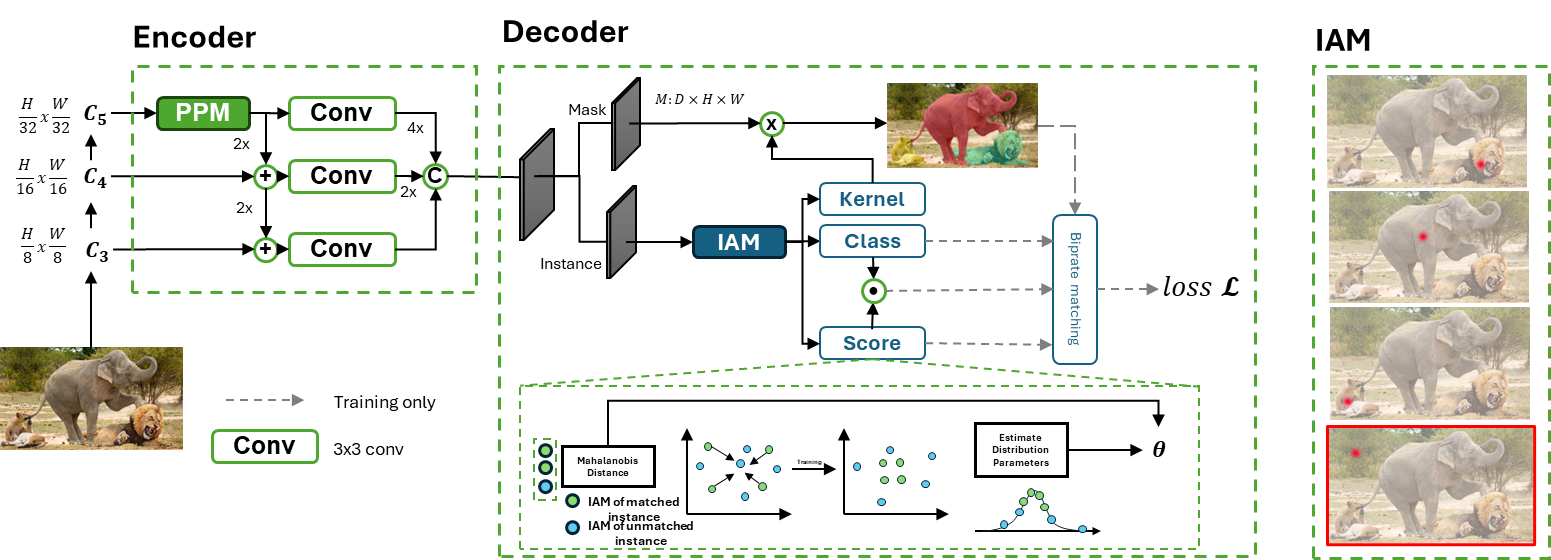 Encoder
Decoder
IAM
H/32 x W/32
C5
PPM
Conv
4x
2x
H/16 x W/16
C4
+
Conv
2x
C
2x
H/8 x W/8
C3
+
Conv
Mask
M: D × H × W
x
Instance
IAM
Kernel
Class
Score
Biprate matching
loss ℒ
Training only
Conv
3x3 conv
Mahalanobis
Distance
IAM of matched
instance
IAM of unmatched
instance
Training
Estimate
Distribution
Parameters
θ